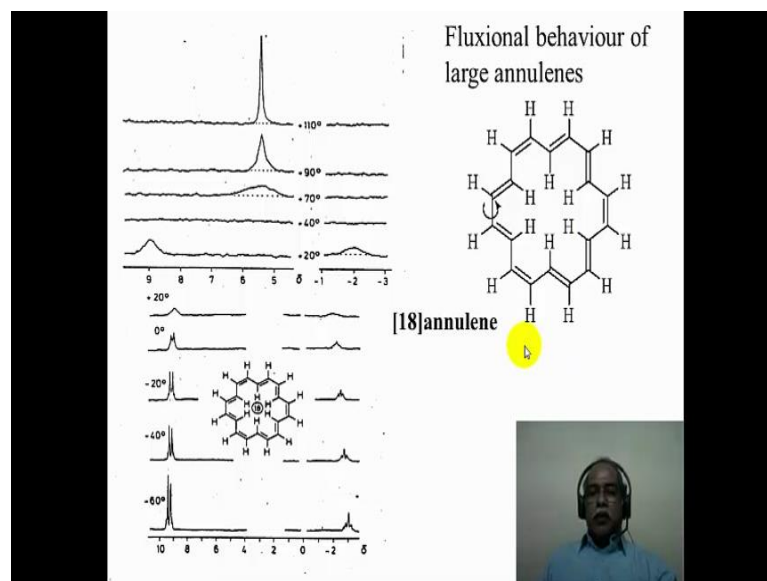 Fluxional behaviour of
large annulenes
+110°
+90°
+70°
+40°
+20°
9 8 7 6 5 δ -1 -2 -3
+20°
0°
-20°
-40°
-60°
10 8 6 4 2 0 -2 δ
H H
H H
H H
H H H H
H H H H
H H
H H
[18]annulene
H H
H H
H H
H H H
18
H H H
H H
H H
H H